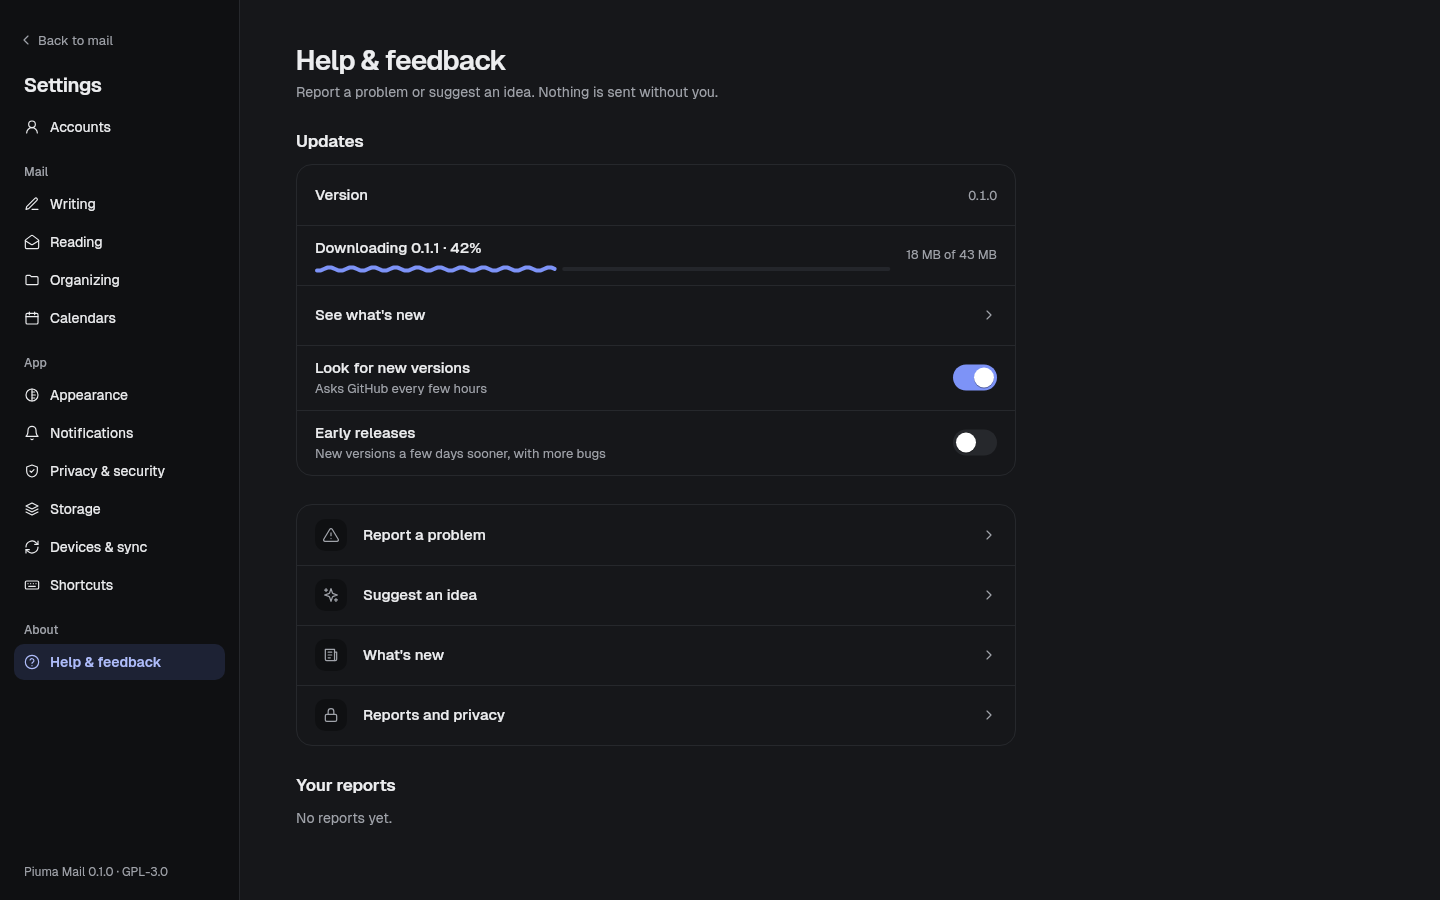 Back to mail
Settings
Accounts
Mail
Writing
Reading
Organizing
Calendars
App
Appearance
Notifications
Privacy & security
Storage
Devices & sync
Shortcuts
About
Help & feedback
Piuma Mail 0.1.0 · GPL-3.0
Help & feedback
Report a problem or suggest an idea. Nothing is sent without you.
Updates
Version
0.1.0
Downloading 0.1.1 · 42%
18 MB of 43 MB
See what's new
Look for new versions
Asks GitHub every few hours
Early releases
New versions a few days sooner, with more bugs
Report a problem
Suggest an idea
What's new
Reports and privacy
Your reports
No reports yet.